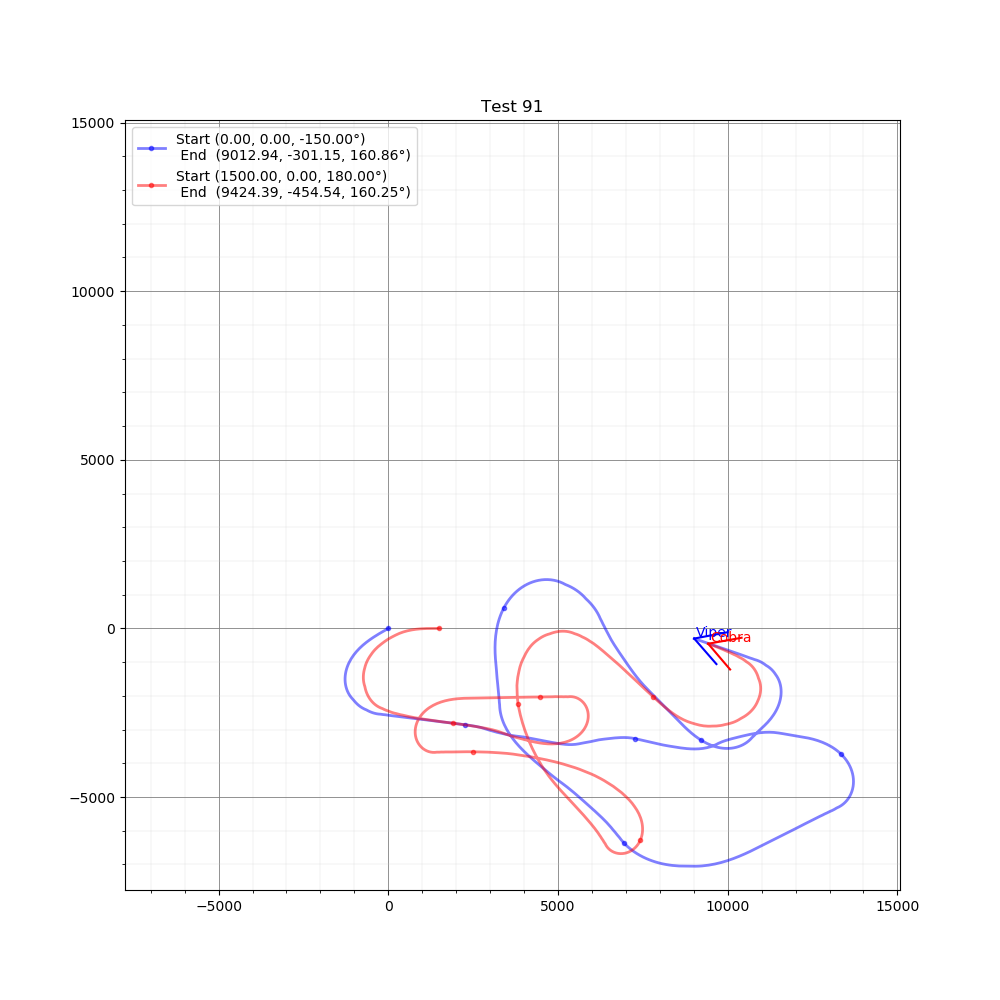 Test 91
15000
10000
5000
0
−5000
Start (0.00, 0.00, -150.00°)
End (9012.94, -301.15, 160.86°)
Start (1500.00, 0.00, 180.00°)
End (9424.39, -454.54, 160.25°)
Viper
Cobra
−5000
0
5000
10000
15000